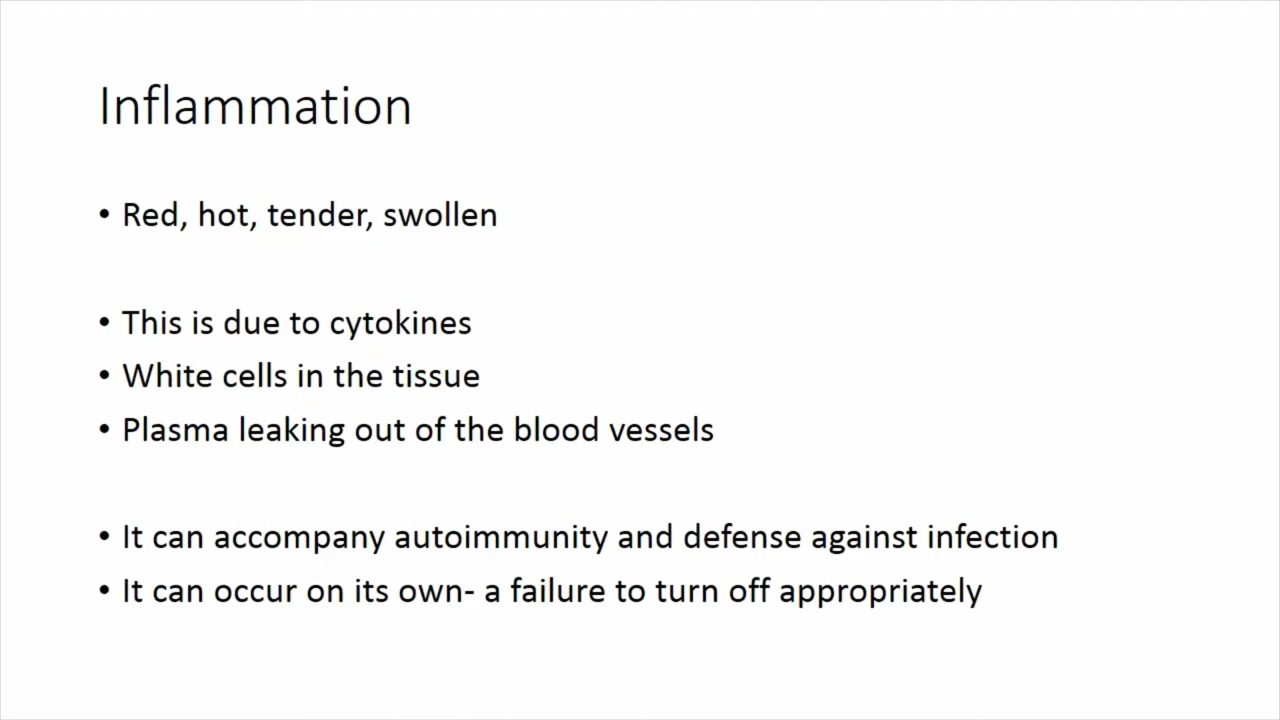 Inflammation
• Red, hot, tender, swollen
• This is due to cytokines
• White cells in the tissue
• Plasma leaking out of the blood vessels
• It can accompany autoimmunity and defense against infection
• It can occur on its own- a failure to turn off appropriately